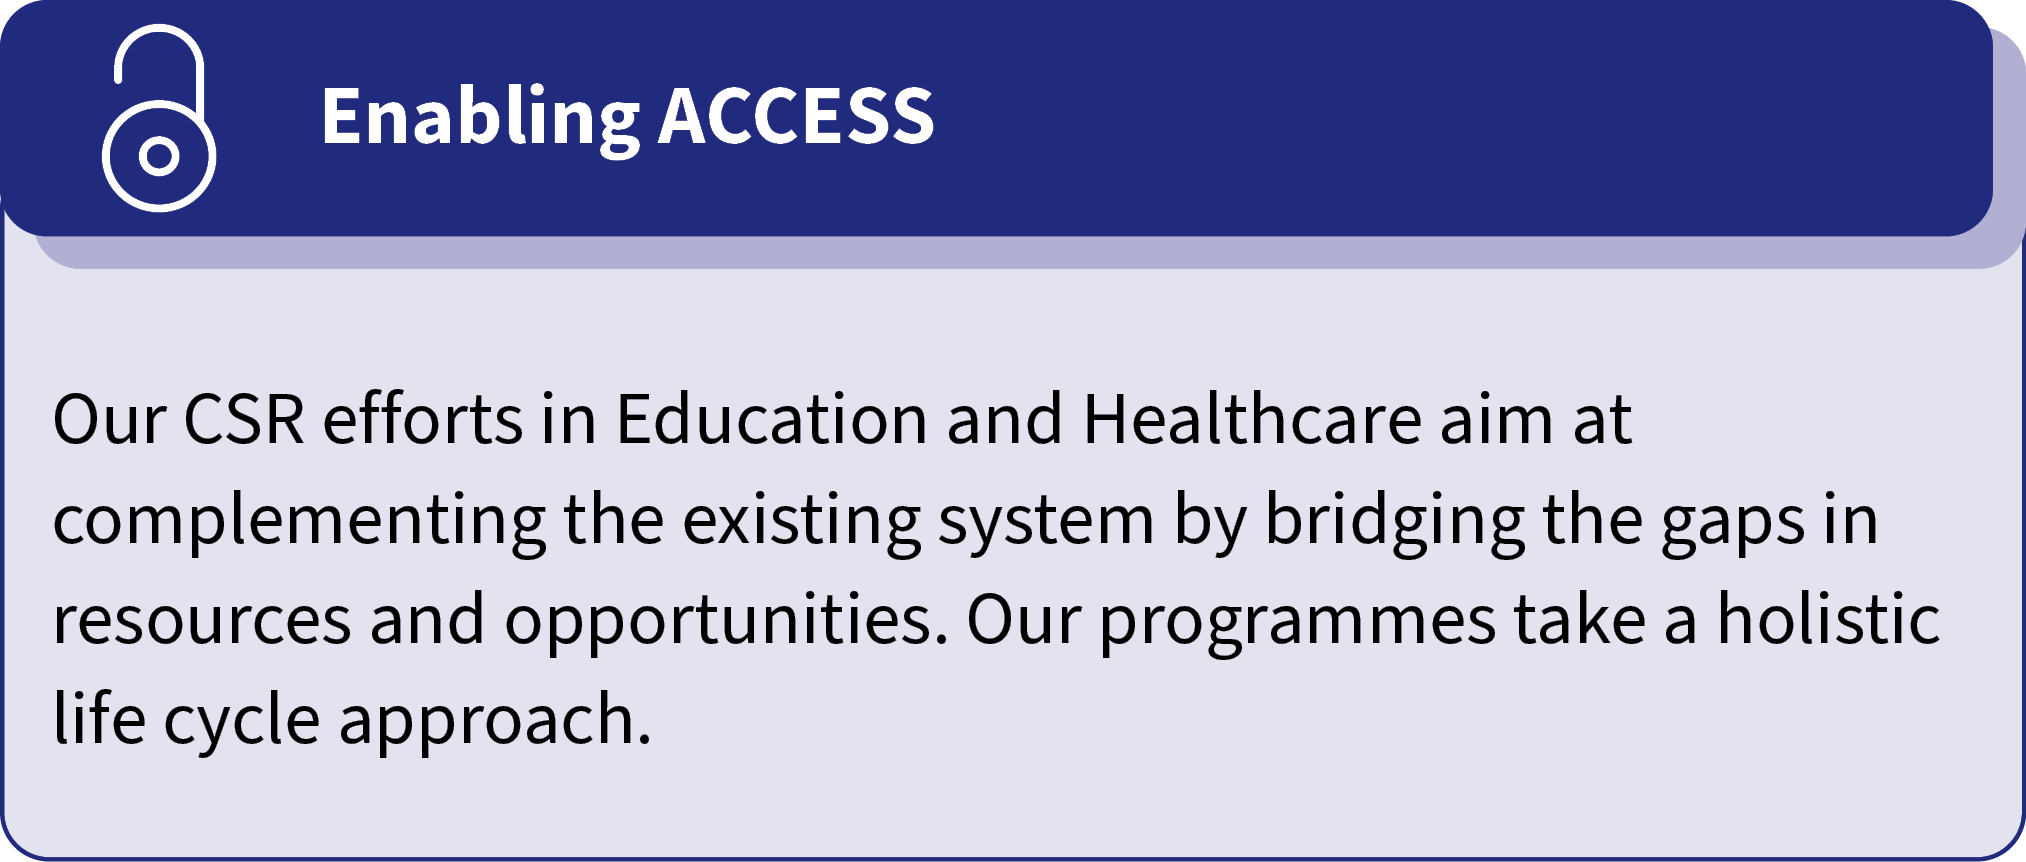 Enabling ACCESS
Our CSR efforts in Education and Healthcare aim at
complementing the existing system by bridging the gaps in
resources and opportunities. Our programmes take a holistic
life cycle approach.